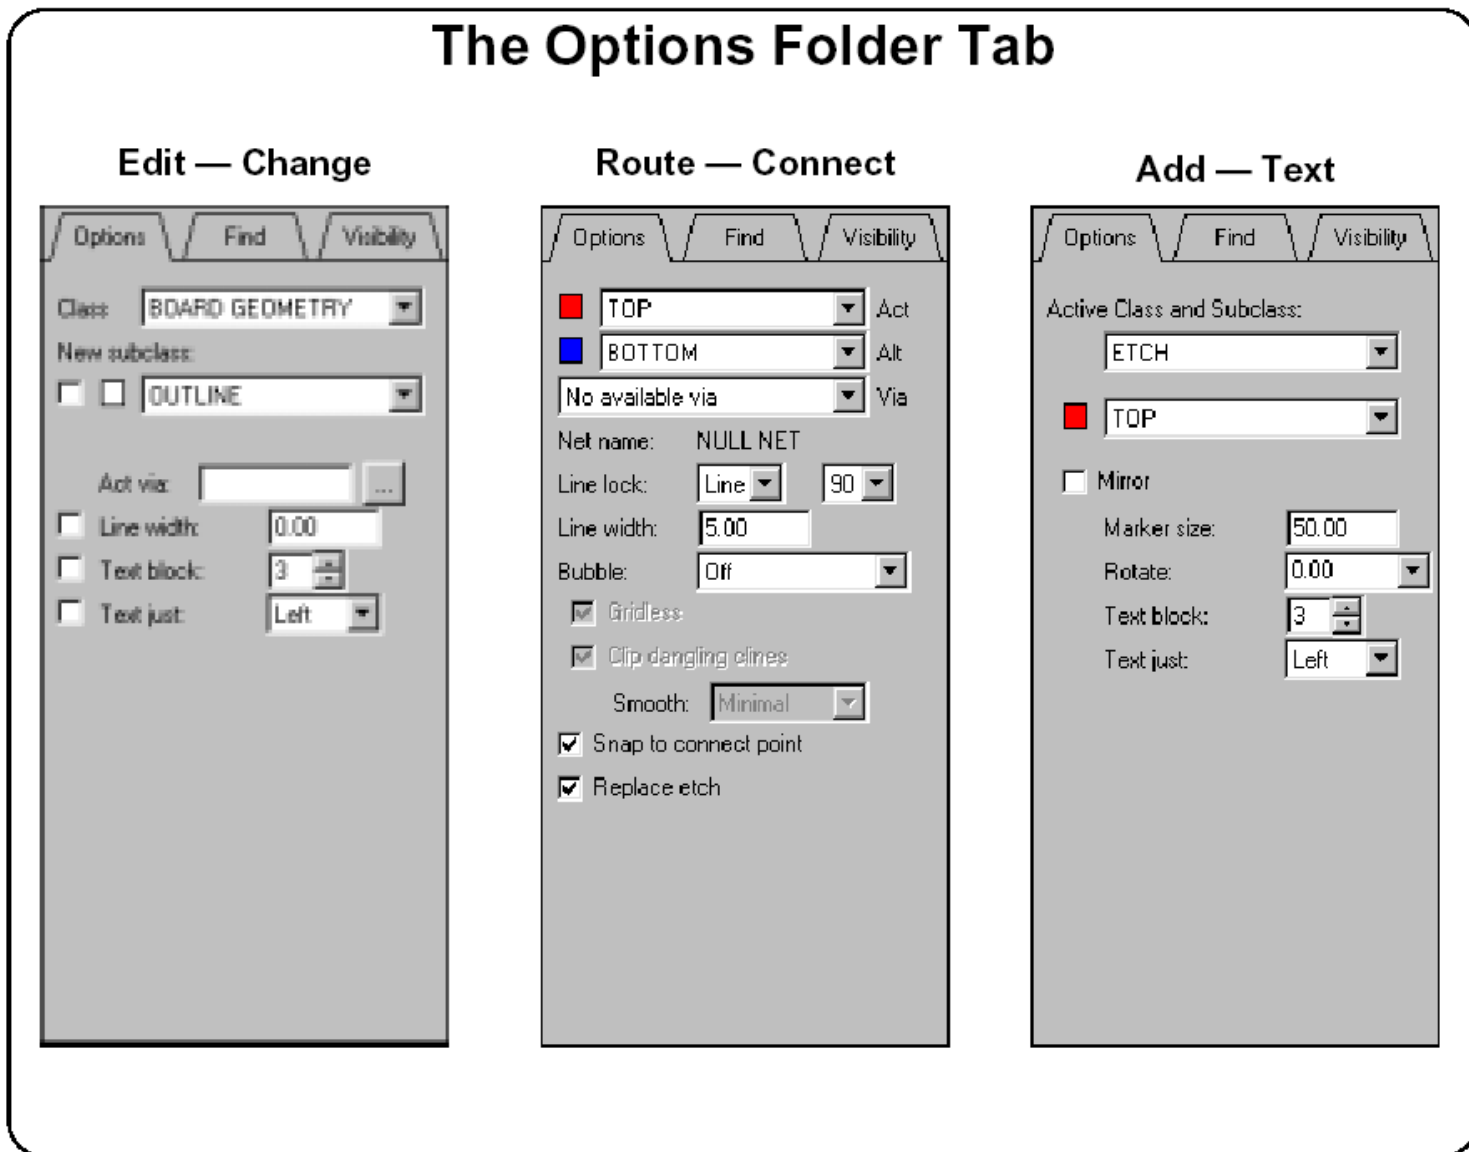 The Options Folder Tab
Edit — Change
Options Find Visibility
Class BOARD GEOMETRY
New subclass:
OUTLINE
Act via: ...
Line width: 0.00
Text block: 3
Text just: Left
Route — Connect
Options Find Visibility
TOP Act
BOTTOM Alt
No available via Via
Net name: NULL NET
Line lock: Line 90
Line width: 5.00
Bubble: Off
Gridless
Clip dangling clines
Smooth: Minimal
Snap to connect point
Replace etch
Add — Text
Options Find Visibility
Active Class and Subclass:
ETCH
TOP
Mirror
Marker size: 50.00
Rotate: 0.00
Text block: 3
Text just: Left